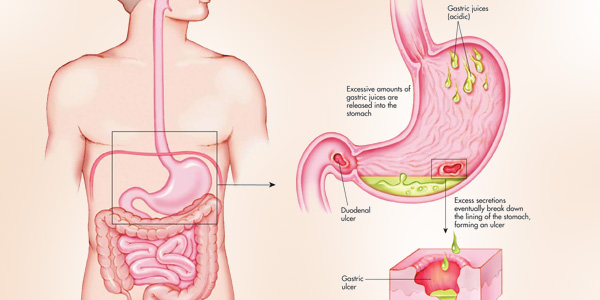 Gastric juices
(acidic)
Excessive amounts of
gastric juices are
released into the
stomach
Duodenal
ulcer
Excess secretions
eventually break down
the lining of the stomach,
forming an ulcer
Gastric
ulcer